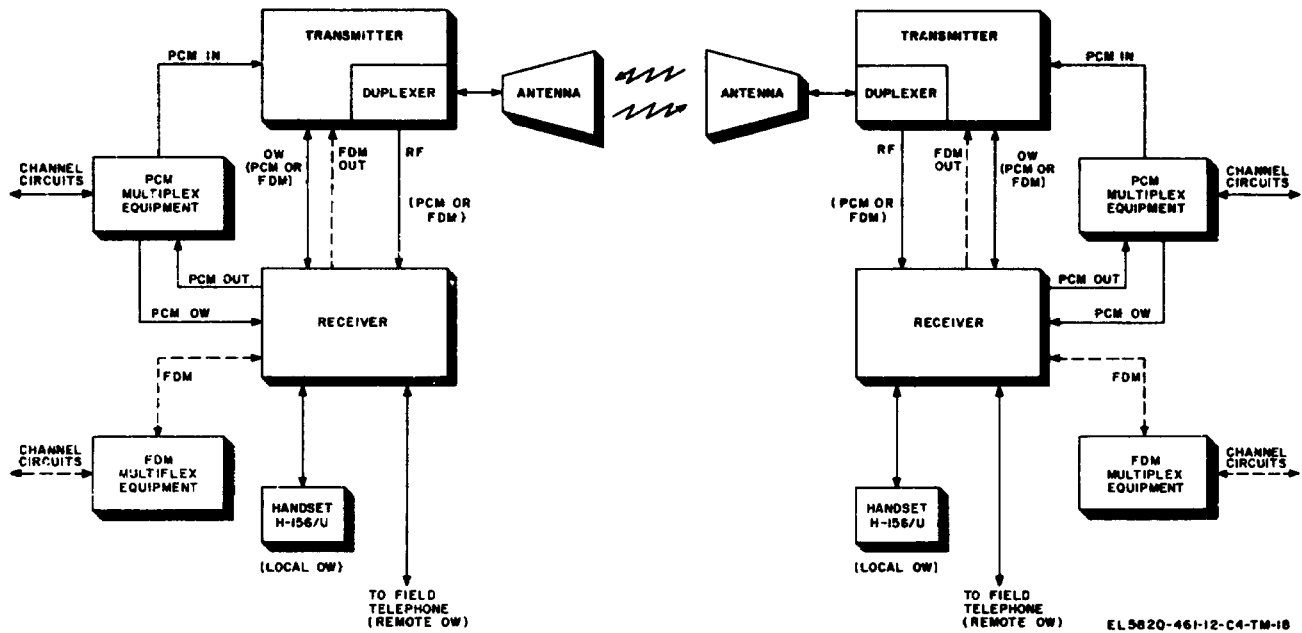 TRANSMITTER
PCM IN
DUPLEXER
ANTENNA
OW
(PCM OR
FDM)
FDM
OUT
RF
(PCM OR
FDM)
CHANNEL
CIRCUITS
PCM
MULTIPLEX
EQUIPMENT
PCM OUT
PCM OW
RECEIVER
FDM
CHANNEL
CIRCUITS
FDM
MULTIFLEX
EQUIPMENT
HANDSET
H-156/U
(LOCAL OW)
TO FIELD
TELEPHONE
(REMOTE OW)
TRANSMITTER
PCM IN
ANTENNA
DUPLEXER
RF
(PCM OR
FDM)
FDM
OUT
OW
(PCM OR
FDM)
PCM
MULTIPLEX
EQUIPMENT
CHANNEL
CIRCUITS
PCM OUT
PCM OW
RECEIVER
FDM
FDM
MULTIPLEX
EQUIPMENT
CHANNEL
CIRCUITS
HANDSET
H-156/U
(LOCAL OW)
TO FIELD
TELEPHONE
(REMOTE OW)
EL5820-461-12-C4-TM-18